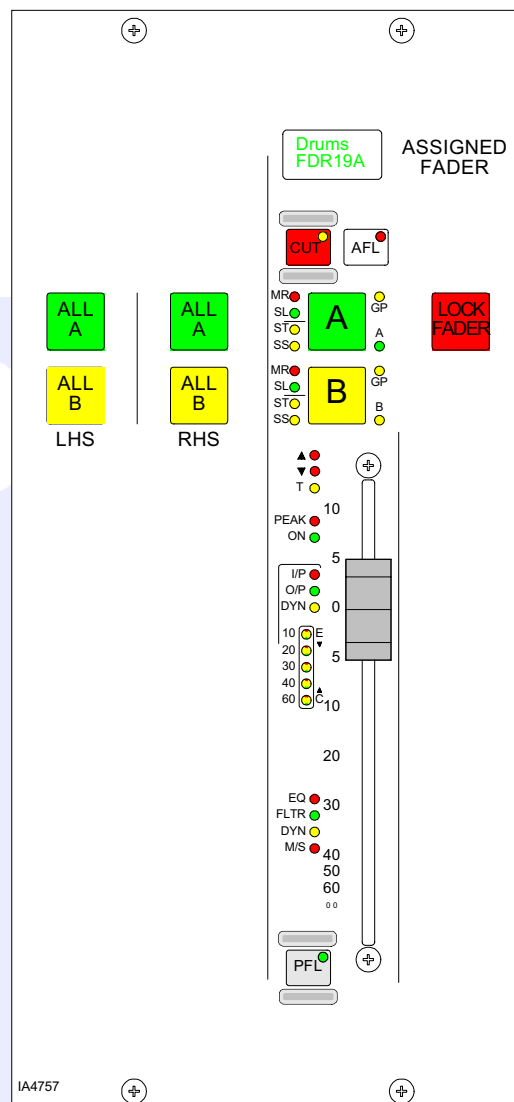 Drums
FDR19A
ASSIGNED
FADER
CUT
AFL
ALL
A
ALL
A
MR
SL
ST
SS
A
GP
A
LOCK
FADER
ALL
B
ALL
B
MR
SL
ST
SS
B
GP
B
LHS
RHS
T
10
PEAK
ON
5
I/P
O/P
DYN
0
10 E
20
30
40
60 C
5
10
20
EQ
FLTR
DYN
M/S
30
40
50
60
00
PFL
IA4757